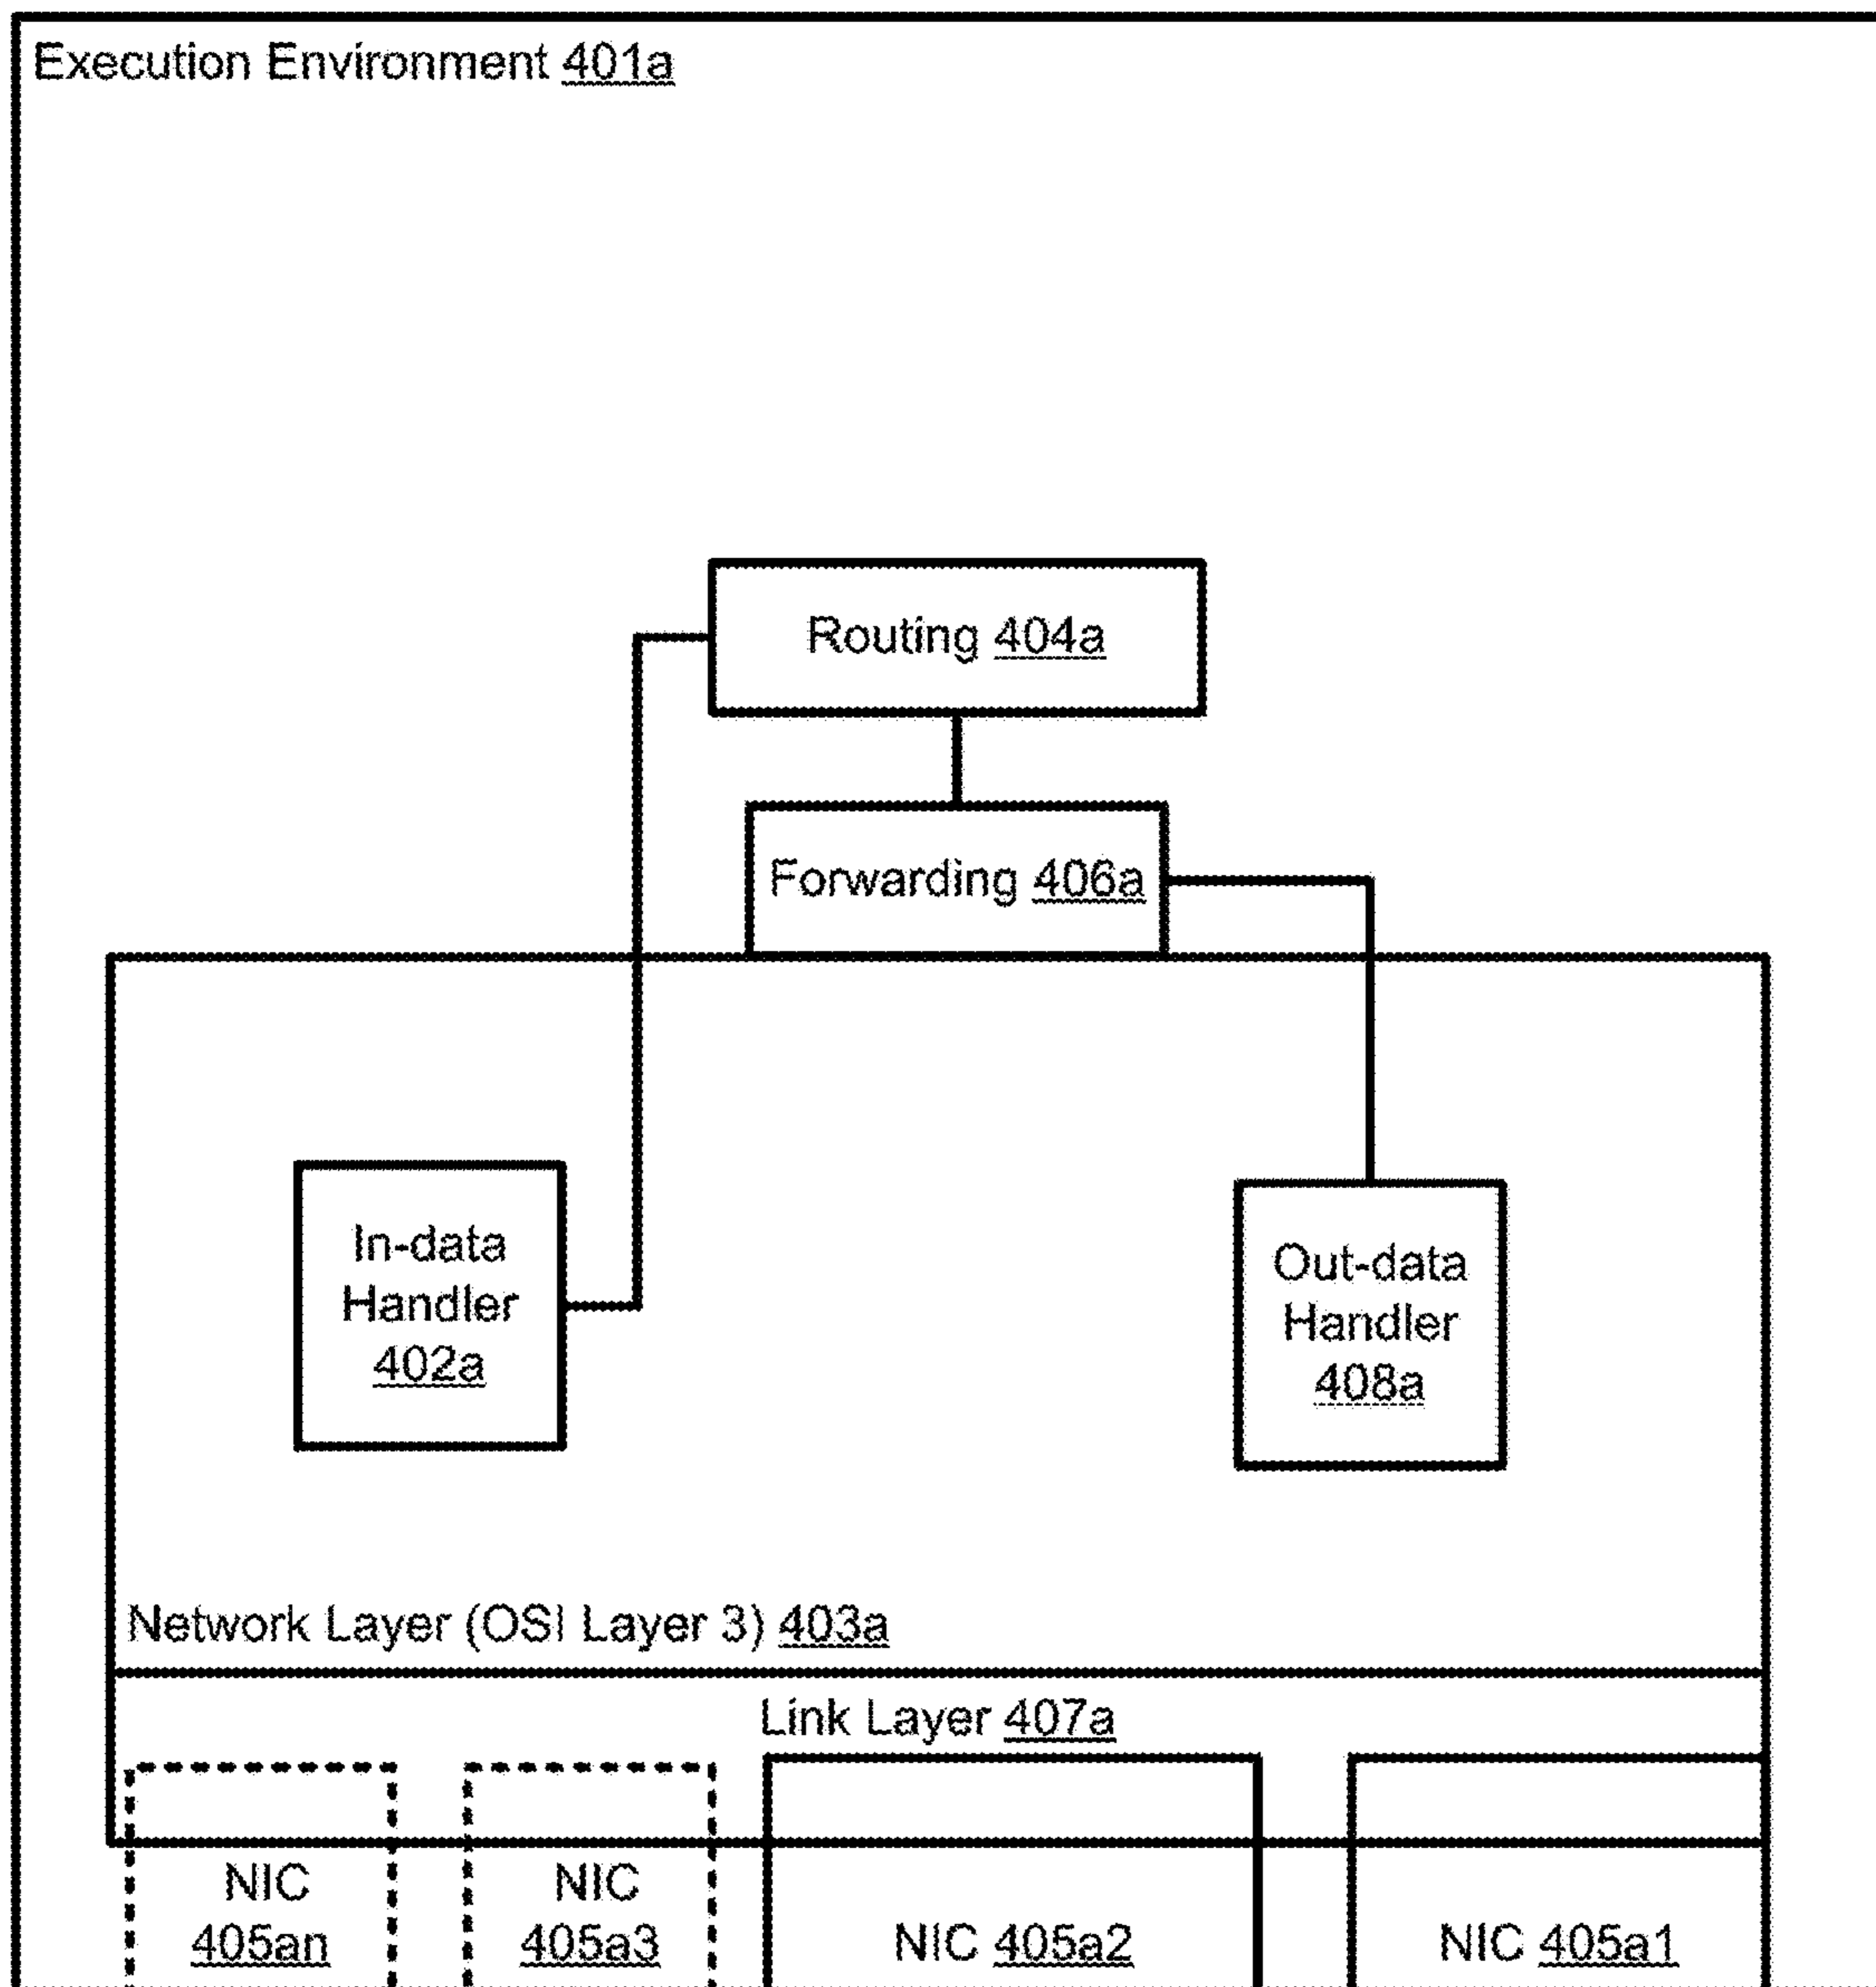 Execution Environment 401a
Routing 404a
Forwarding 406a
In-data
Handler
402a
Out-data
Handler
408a
Network Layer (OSI Layer 3) 403a
Link Layer 407a
NIC
405an
NIC
405a3
NIC 405a2
NIC 405a1